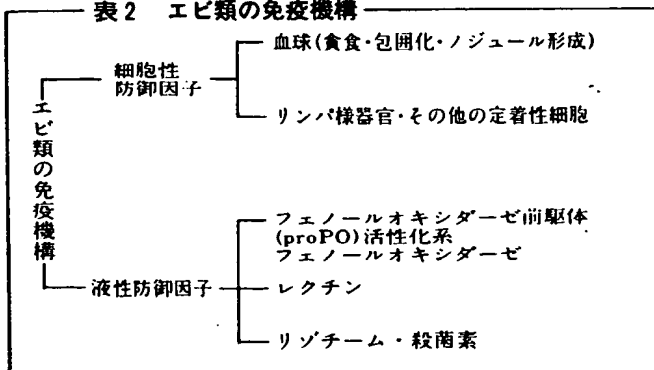 表2 エビ類の免疫機構
血球(貪食・包囲化・ノジュール形成)
細胞性
防御因子
リンパ様器官・その他の定着性細胞
エビ類の免疫機構
フェノールオキシダーゼ前駆体
(proPO)活性化系
フェノールオキシダーゼ
液性防御因子
レクチン
リゾチーム・殺菌素